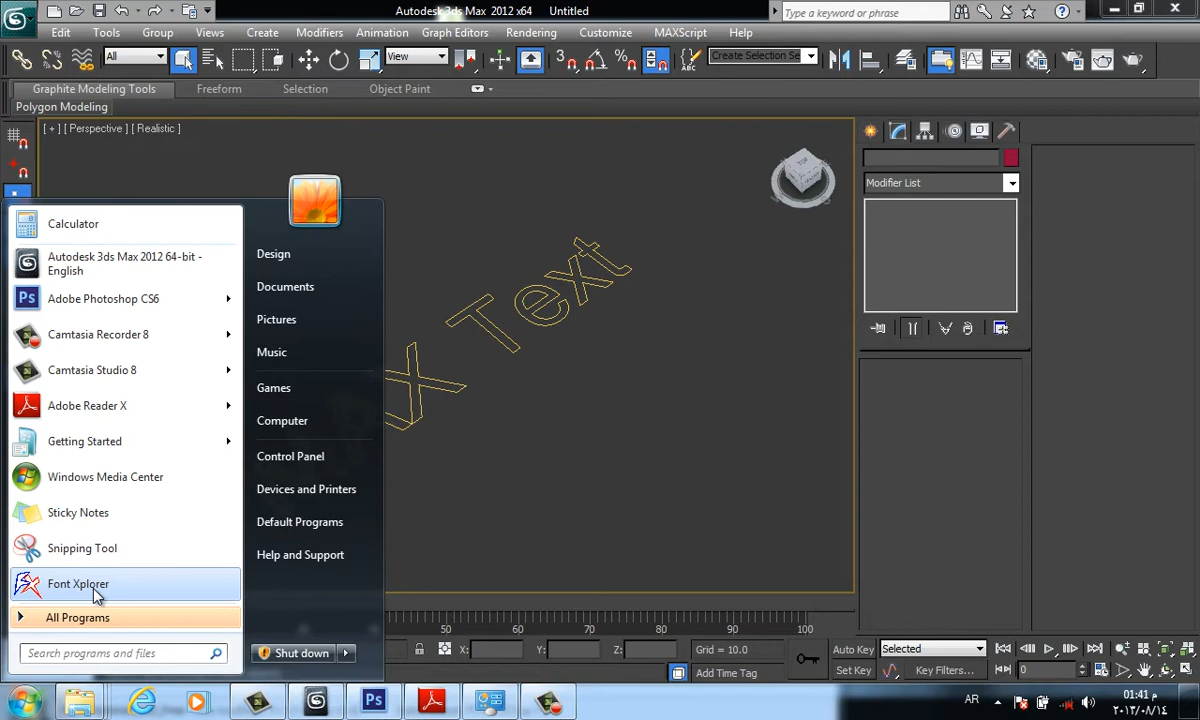 Autodesk 3ds Max 2012 x64 Untitled
Type a keyword or phrase
Edit Tools Group Views Create Modifiers Animation Graph Editors Rendering Customize MAXScript Help
All View 3 Create Selection Se
Graphite Modeling Tools Freeform Selection Object Paint
Polygon Modeling
[ + ] [ Perspective ] [ Realistic ]
TOP
Modifier List
X Text
Calculator
Autodesk 3ds Max 2012 64-bit - English
Adobe Photoshop CS6
Camtasia Recorder 8
Camtasia Studio 8
Adobe Reader X
Getting Started
Windows Media Center
Sticky Notes
Snipping Tool
Font Xplorer
All Programs
Search programs and files
Design
Documents
Pictures
Music
Games
Computer
Control Panel
Devices and Printers
Default Programs
Help and Support
Shut down
50 60 70 80 90 100
X: Y: Z: Grid = 10.0
Add Time Tag
Auto Key Selected
Set Key Key Filters... 0
AR
01:41 م
٢٠١٣/٠٨/١٤